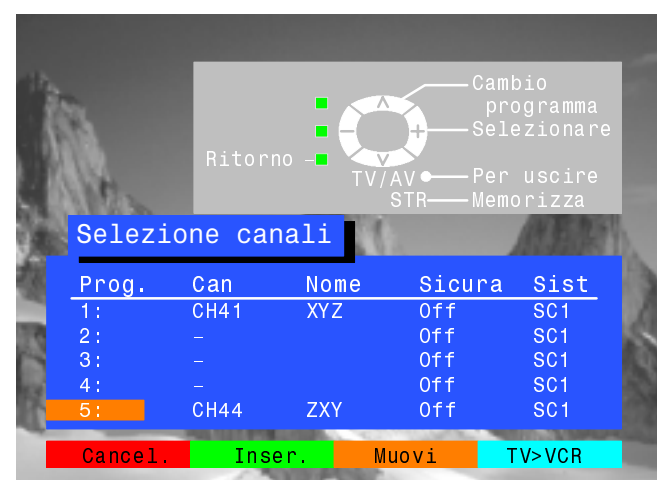 Cambio
programma
Selezionare
Ritorno –
TV/AV Per uscire
STR Memorizza
Selezione canali
Prog. Can Nome Sicura Sist
1: CH41 XYZ Off SC1
2: – Off SC1
3: – Off SC1
4: – Off SC1
5: CH44 ZXY Off SC1
Cancel. Inser. Muovi TV>VCR